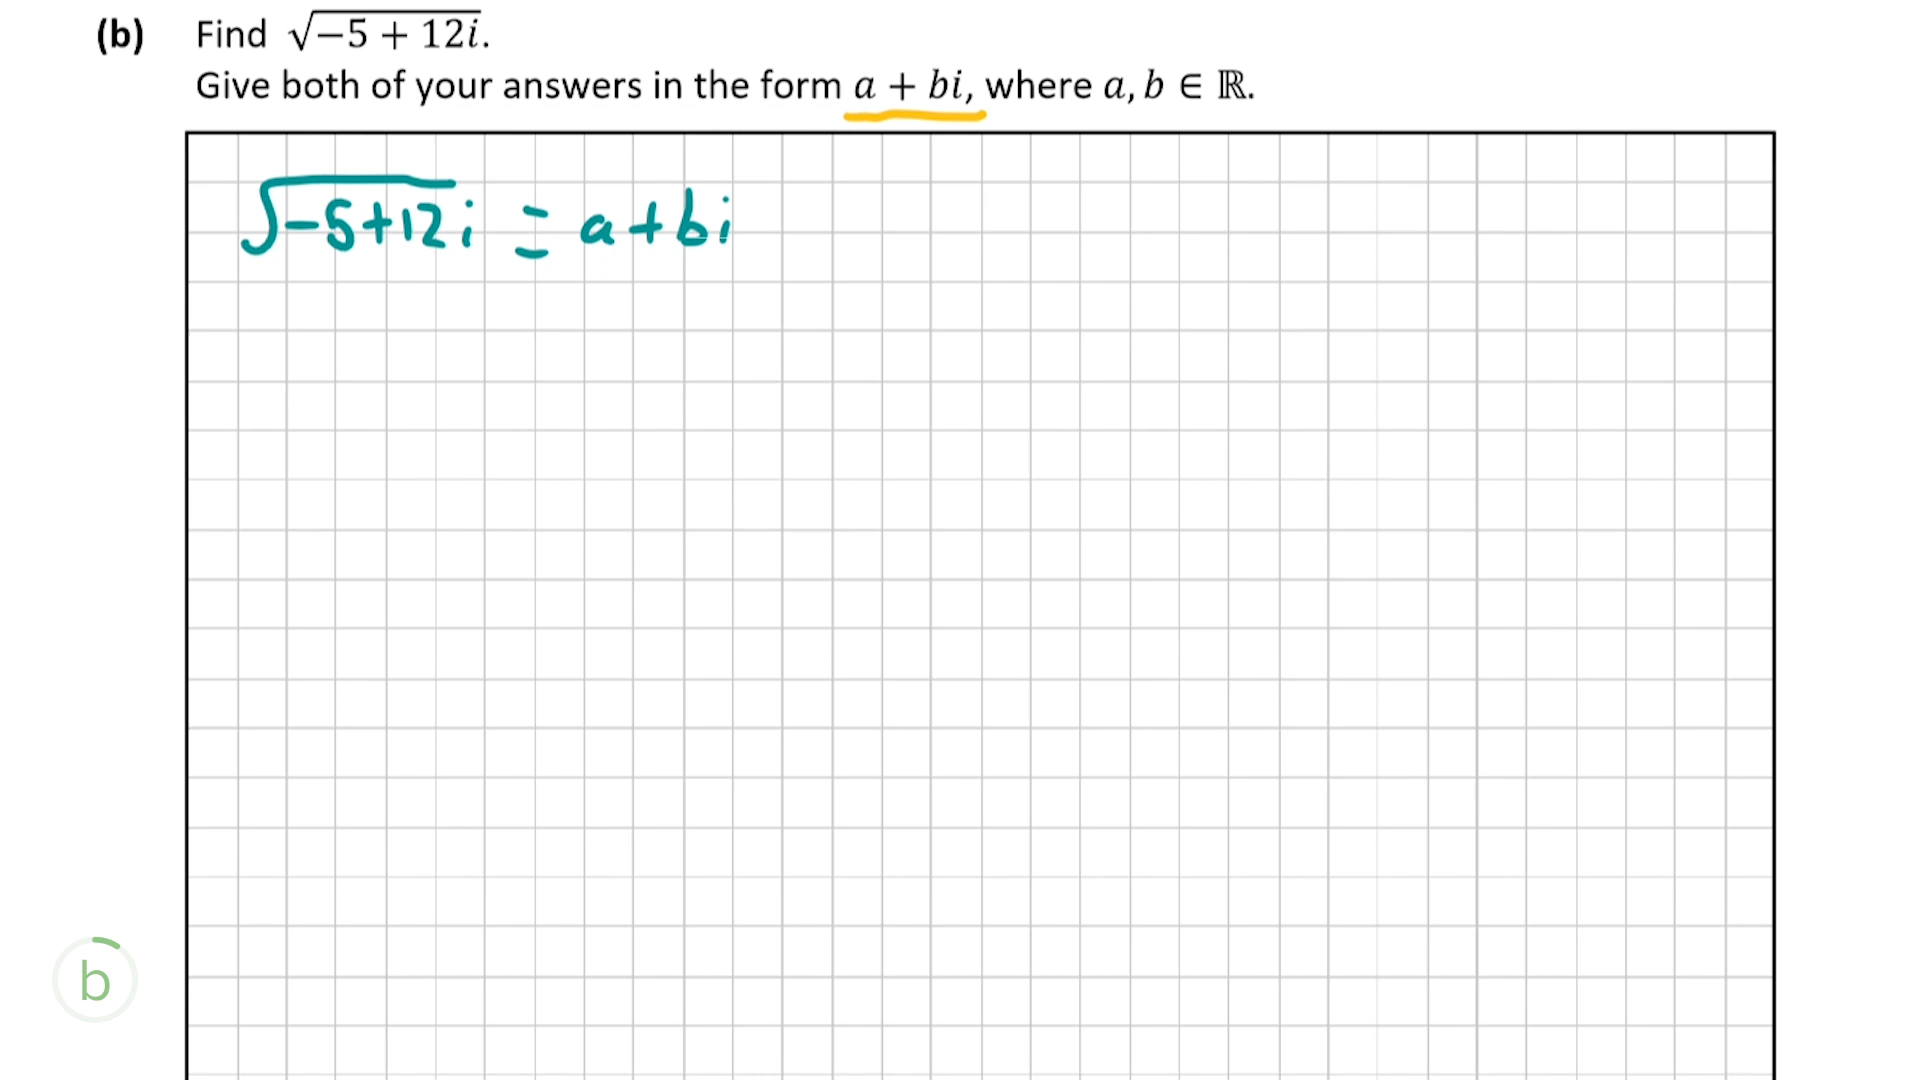 (b) Find √−5 + 12i.
Give both of your answers in the form a + bi, where a, b ∈ ℝ.
√−5+12i = a+bi
b